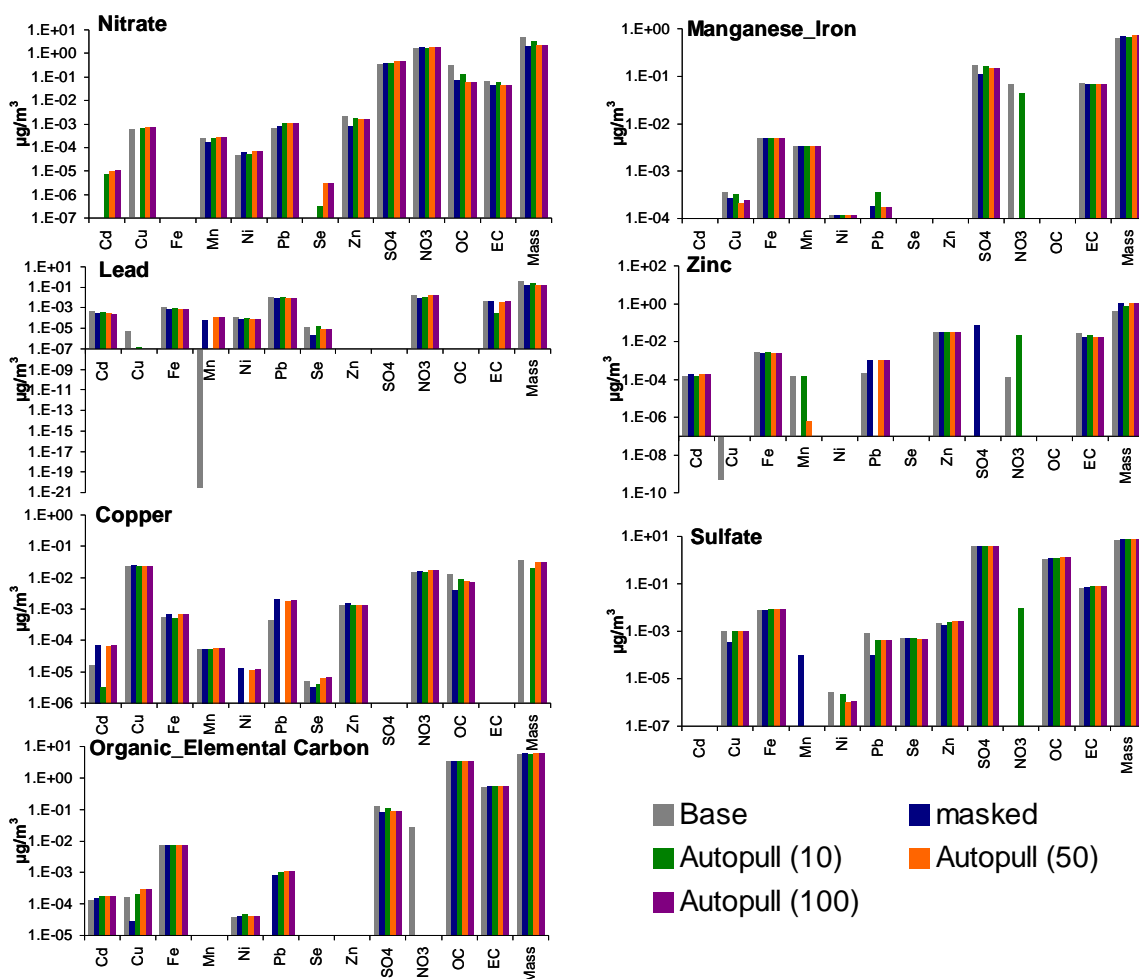 Nitrate
µg/m³
1.E+01
1.E+00
1.E-01
1.E-02
1.E-03
1.E-04
1.E-05
1.E-06
1.E-07
Cd Cu Fe Mn Ni Pb Se Zn SO4 NO3 OC EC Mass
Manganese_Iron
µg/m³
1.E+00
1.E-01
1.E-02
1.E-03
1.E-04
Cd Cu Fe Mn Ni Pb Se Zn SO4 NO3 OC EC Mass
Lead
1.E+01
1.E-01
1.E-03
1.E-05
1.E-07
1.E-09
1.E-11
1.E-13
1.E-15
1.E-17
1.E-19
1.E-21
Cd Cu Fe Mn Ni Pb Se Zn SO4 NO3 OC EC Mass
Zinc
µg/m³
1.E+02
1.E+00
1.E-02
1.E-04
1.E-06
1.E-08
1.E-10
Cd Cu Fe Mn Ni Pb Se Zn SO4 NO3 OC EC Mass
Copper
µg/m³
1.E+00
1.E-01
1.E-02
1.E-03
1.E-04
1.E-05
1.E-06
Cd Cu Fe Mn Ni Pb Se Zn SO4 NO3 OC EC Mass
Sulfate
µg/m³
1.E+01
1.E-01
1.E-03
1.E-05
1.E-07
Cd Cu Fe Mn Ni Pb Se Zn SO4 NO3 OC EC Mass
Organic_Elemental Carbon
µg/m³
1.E+01
1.E+00
1.E-01
1.E-02
1.E-03
1.E-04
1.E-05
Cd Cu Fe Mn Ni Pb Se Zn SO4 NO3 OC EC Mass
Base masked
Autopull (10) Autopull (50)
Autopull (100)